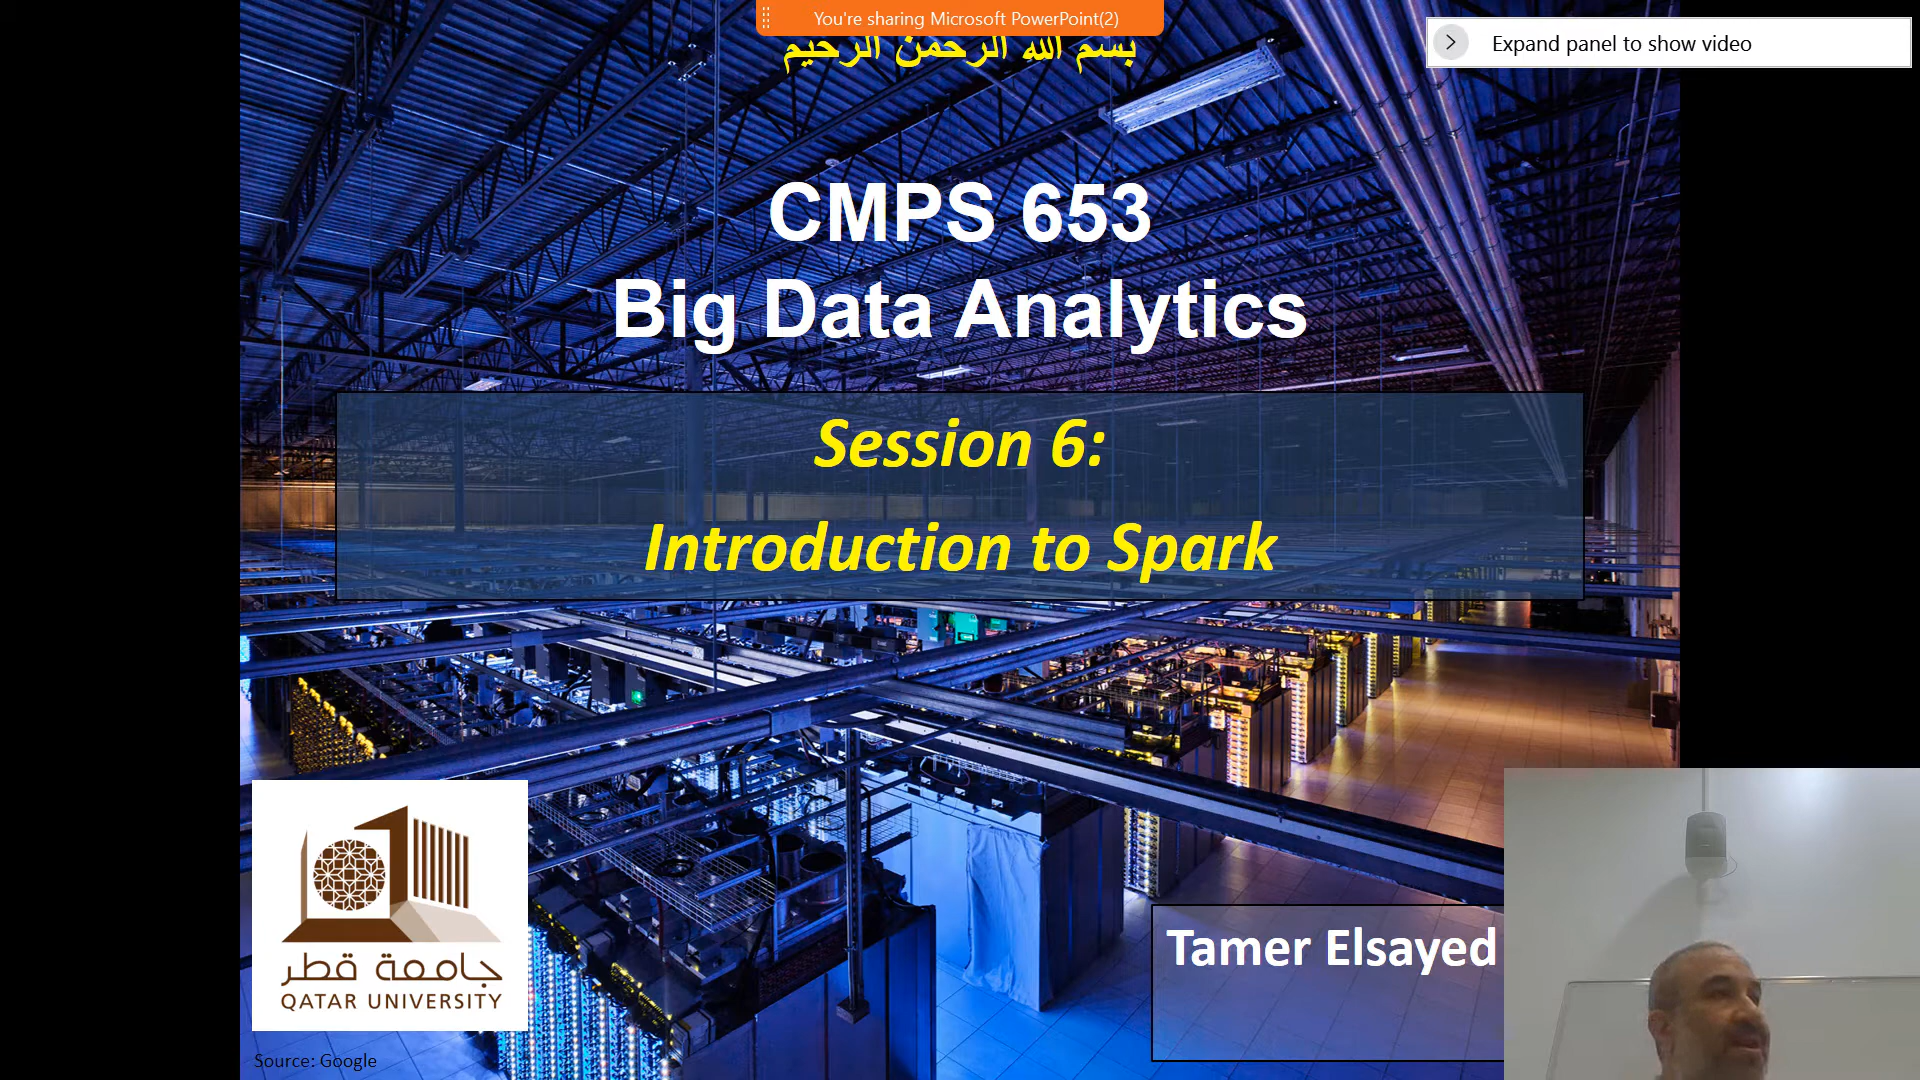 You're sharing Microsoft PowerPoint(2)
Expand panel to show video
بسم الله الرحمن الرحيم
CMPS 653
Big Data Analytics
Session 6:
Introduction to Spark
جامعة قطر
QATAR UNIVERSITY
Tamer Elsayed
Source: Google